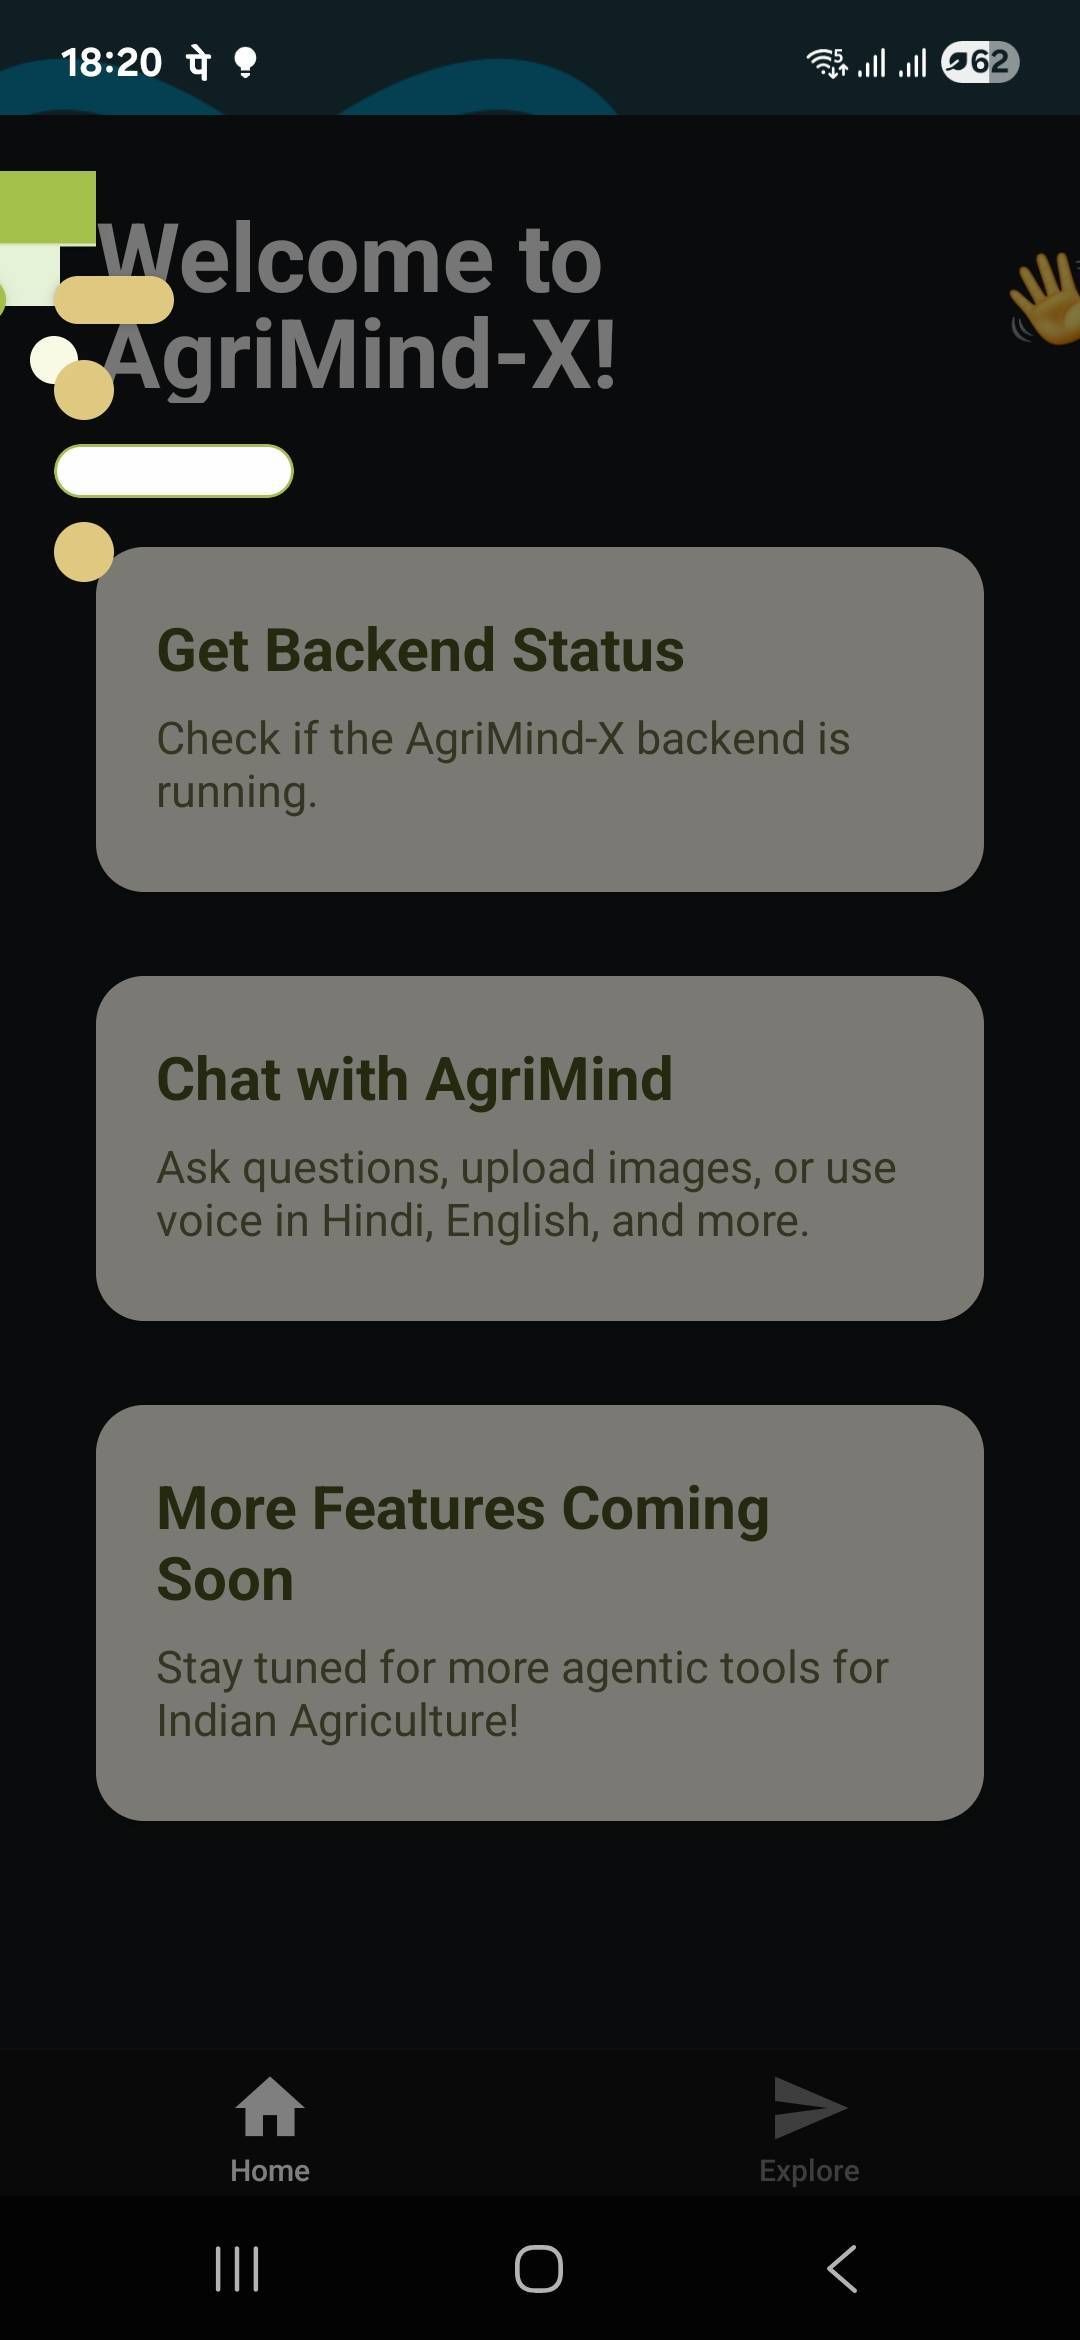 18:20 पे 62
Welcome to
AgriMind-X!
Get Backend Status
Check if the AgriMind-X backend is
running.
Chat with AgriMind
Ask questions, upload images, or use
voice in Hindi, English, and more.
More Features Coming
Soon
Stay tuned for more agentic tools for
Indian Agriculture!
Home Explore